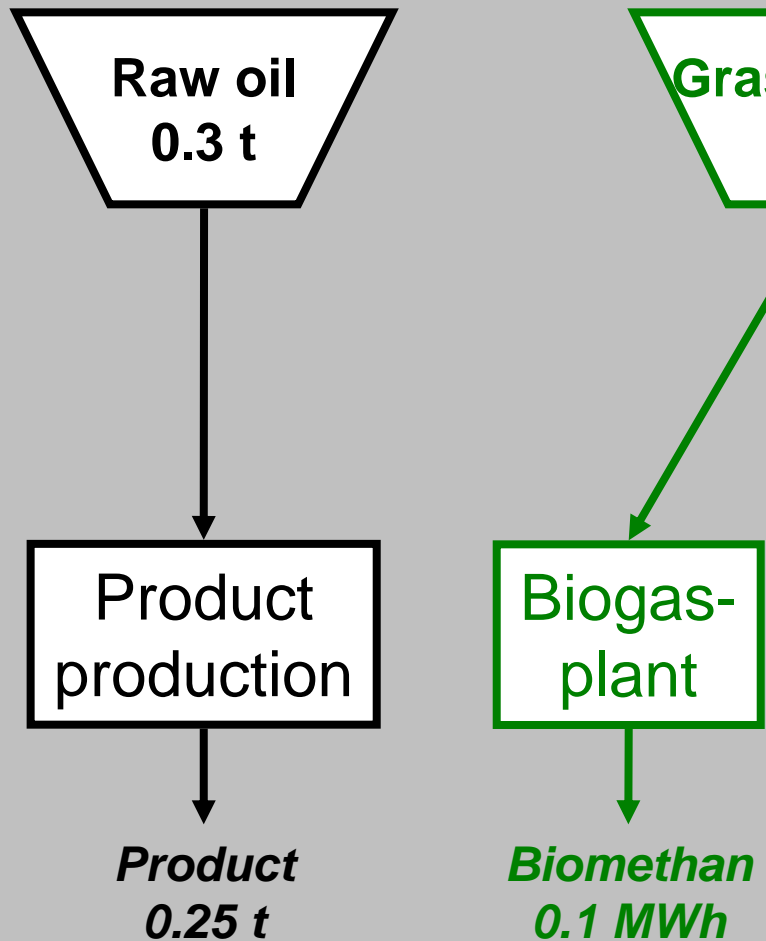 Raw oil
0.3 t
Product
production
Product
0.25 t
Biogas-
plant
Biomethan
0.1 MWh